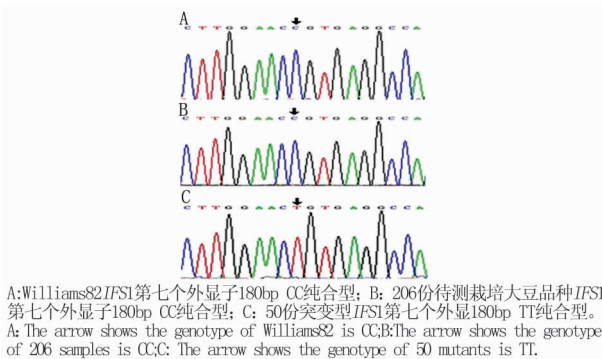 A
C T T G G A A C C G T G A G G C C A
B
C T T G G A A C C G T G A G G C C A
C
C T T G G A A C T G T G A G G C C A
A:Williams82IFS1第七个外显子180bp CC纯合型；B：206份待测栽培大豆品种IFS1
第七个外显子180bp CC纯合型；C：50份突变型IFS1第七个外显180bp TT纯合型。
A: The arrow shows the genotype of Williams82 is CC;B:The arrow shows the genotype
of 206 samples is CC;C: The arrow shows the genotype of 50 mutants is TT.